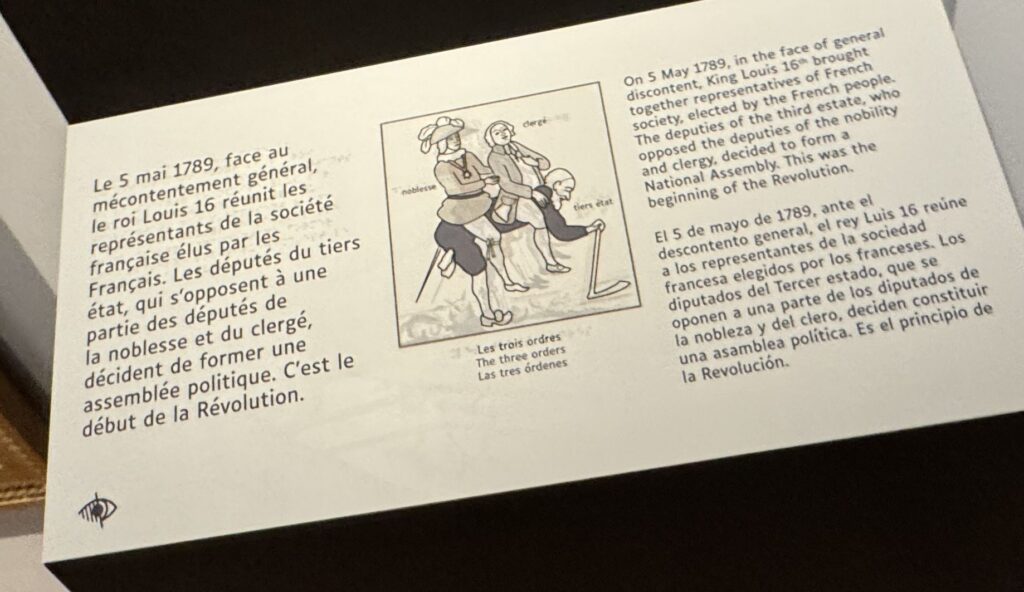 Le 5 mai 1789, face au
mécontentement général,
le roi Louis 16 réunit les
représentants de la société
française élus par les
Français. Les députés du tiers
état, qui s'opposent à une
partie des députés de
la noblesse et du clergé,
décident de former une
assemblée politique. C'est le
début de la Révolution.
clergé
noblesse
tiers état
Les trois ordres
The three orders
Las tres órdenes
On 5 May 1789, in the face of general
discontent, King Louis 16th brought
together representatives of French
society, elected by the French people.
The deputies of the third estate, who
opposed the deputies of the nobility
and clergy, decided to form a
National Assembly. This was the
beginning of the Revolution.
El 5 de mayo de 1789, ante el
descontento general, el rey Luis 16 reúne
a los representantes de la sociedad
francesa elegidos por los franceses. Los
diputados del Tercer estado, que se
oponen a una parte de los diputados de
la nobleza y del clero, deciden constituir
una asamblea política. Es el principio de
la Revolución.